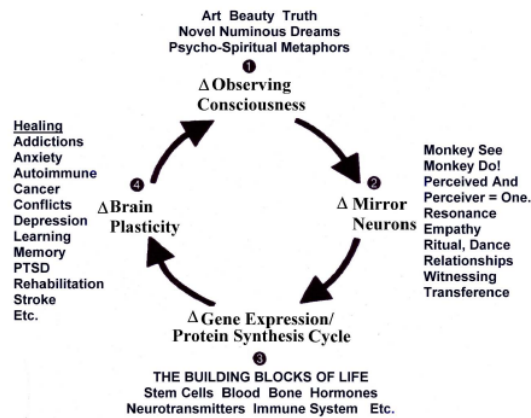 Art Beauty Truth
Novel Numinous Dreams
Psycho-Spiritual Metaphors
1
Δ Observing
Consciousness
2
Δ Mirror
Neurons
Monkey See
Monkey Do!
Perceived And
Perceiver = One.
Resonance
Empathy
Ritual, Dance
Relationships
Witnessing
Transference
Δ Gene Expression/
Protein Synthesis Cycle
3
THE BUILDING BLOCKS OF LIFE
Stem Cells Blood Bone Hormones
Neurotransmitters Immune System Etc.
4
Δ Brain
Plasticity
Healing
Addictions
Anxiety
Autoimmune
Cancer
Conflicts
Depression
Learning
Memory
PTSD
Rehabilitation
Stroke
Etc.